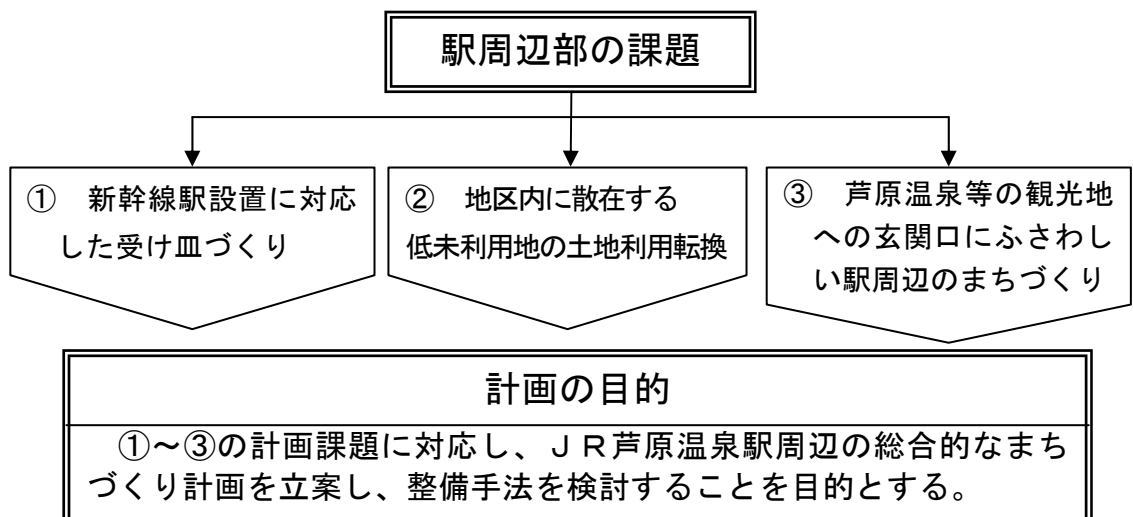 駅周辺部の課題
① 新幹線駅設置に対応
した受け皿づくり
② 地区内に散在する
低未利用地の土地利用転換
③ 芦原温泉等の観光地
への玄関口にふさわし
い駅周辺のまちづくり
計画の目的
①~③の計画課題に対応し、JR芦原温泉駅周辺の総合的なまち
づくり計画を立案し、整備手法を検討することを目的とする。